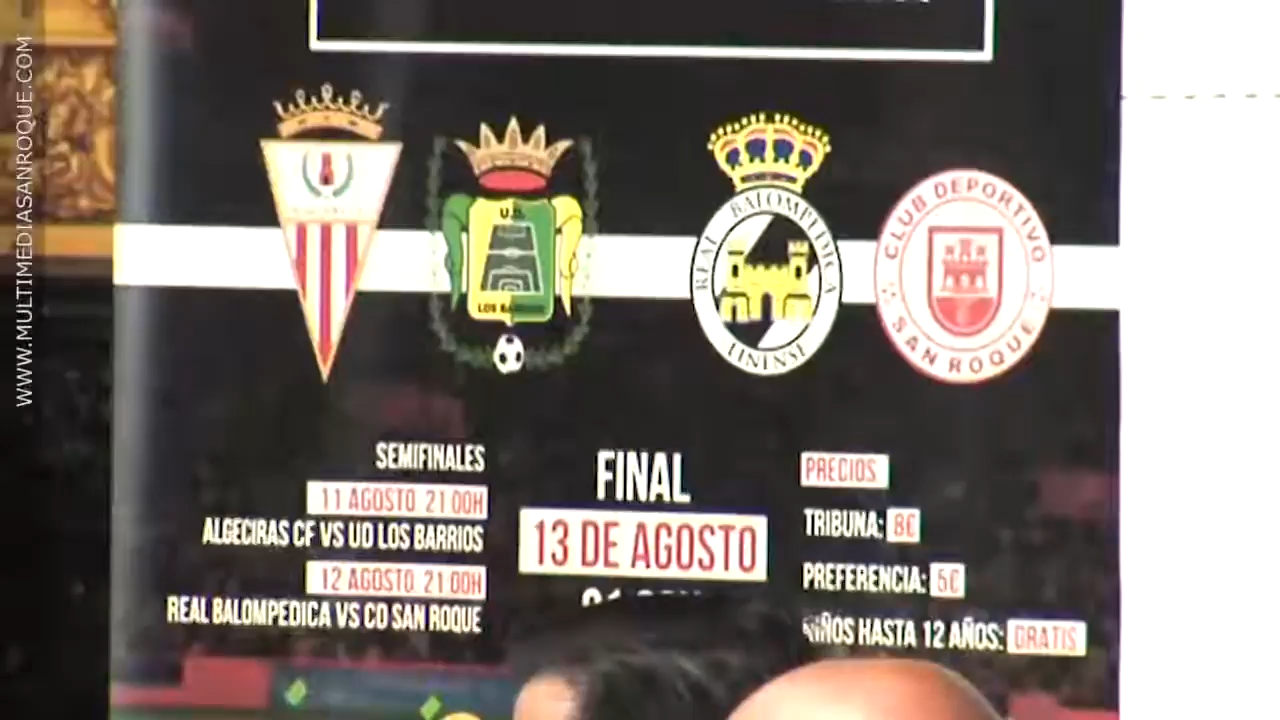 WWW.MULTIMEDIASANROQUE.COM
U.D.
LOS BARRIOS
REAL BALOMPEDICA
LINENSE
CLUB DEPORTIVO
SAN ROQUE
SEMIFINALES
11 AGOSTO 21:00H
ALGECIRAS CF VS UD LOS BARRIOS
12 AGOSTO 21:00H
REAL BALOMPEDICA VS CD SAN ROQUE
FINAL
13 DE AGOSTO
PRECIOS
TRIBUNA: 8€
PREFERENCIA: 5€
NIÑOS HASTA 12 AÑOS: GRATIS